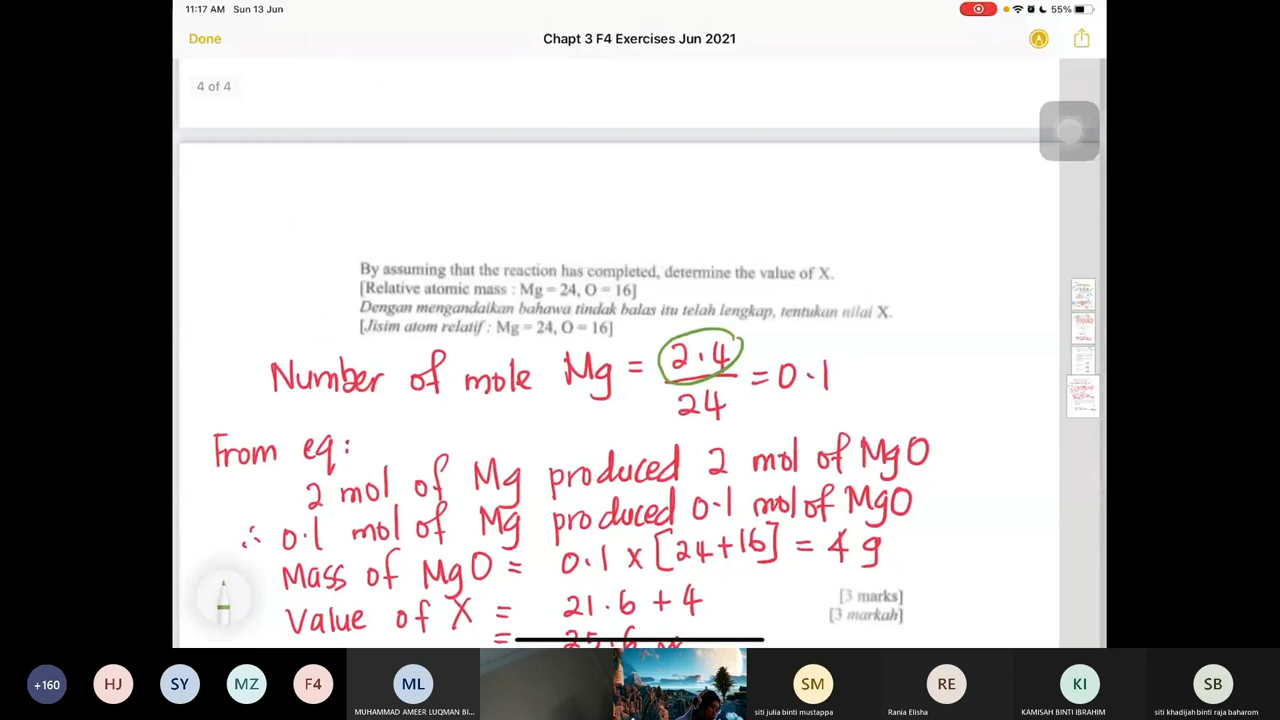 11:17 AM Sun 13 Jun
55%
Done
Chapt 3 F4 Exercises Jun 2021
4 of 4
By assuming that the reaction has completed, determine the value of X.
[Relative atomic mass : Mg = 24, O = 16]
Dengan mengandaikan bahawa tindak balas itu telah lengkap, tentukan nilai X.
[Jisim atom relatif : Mg = 24, O = 16]
Number of mole Mg = 2.4 / 24 = 0.1
From eq:
2 mol of Mg produced 2 mol of MgO
∴ 0.1 mol of Mg produced 0.1 mol of MgO
Mass of MgO = 0.1 x [24+16] = 4 g
Value of X = 21.6 + 4
= 25.6
[3 marks]
[3 markah]
+160
HJ
SY
MZ
F4
ML
MUHAMMAD AMEER LUQMAN BI...
SM
siti julia binti mustappa
RE
Rania Elisha
KI
KAMISAH BINTI IBRAHIM
SB
siti khadijah binti raja baharom